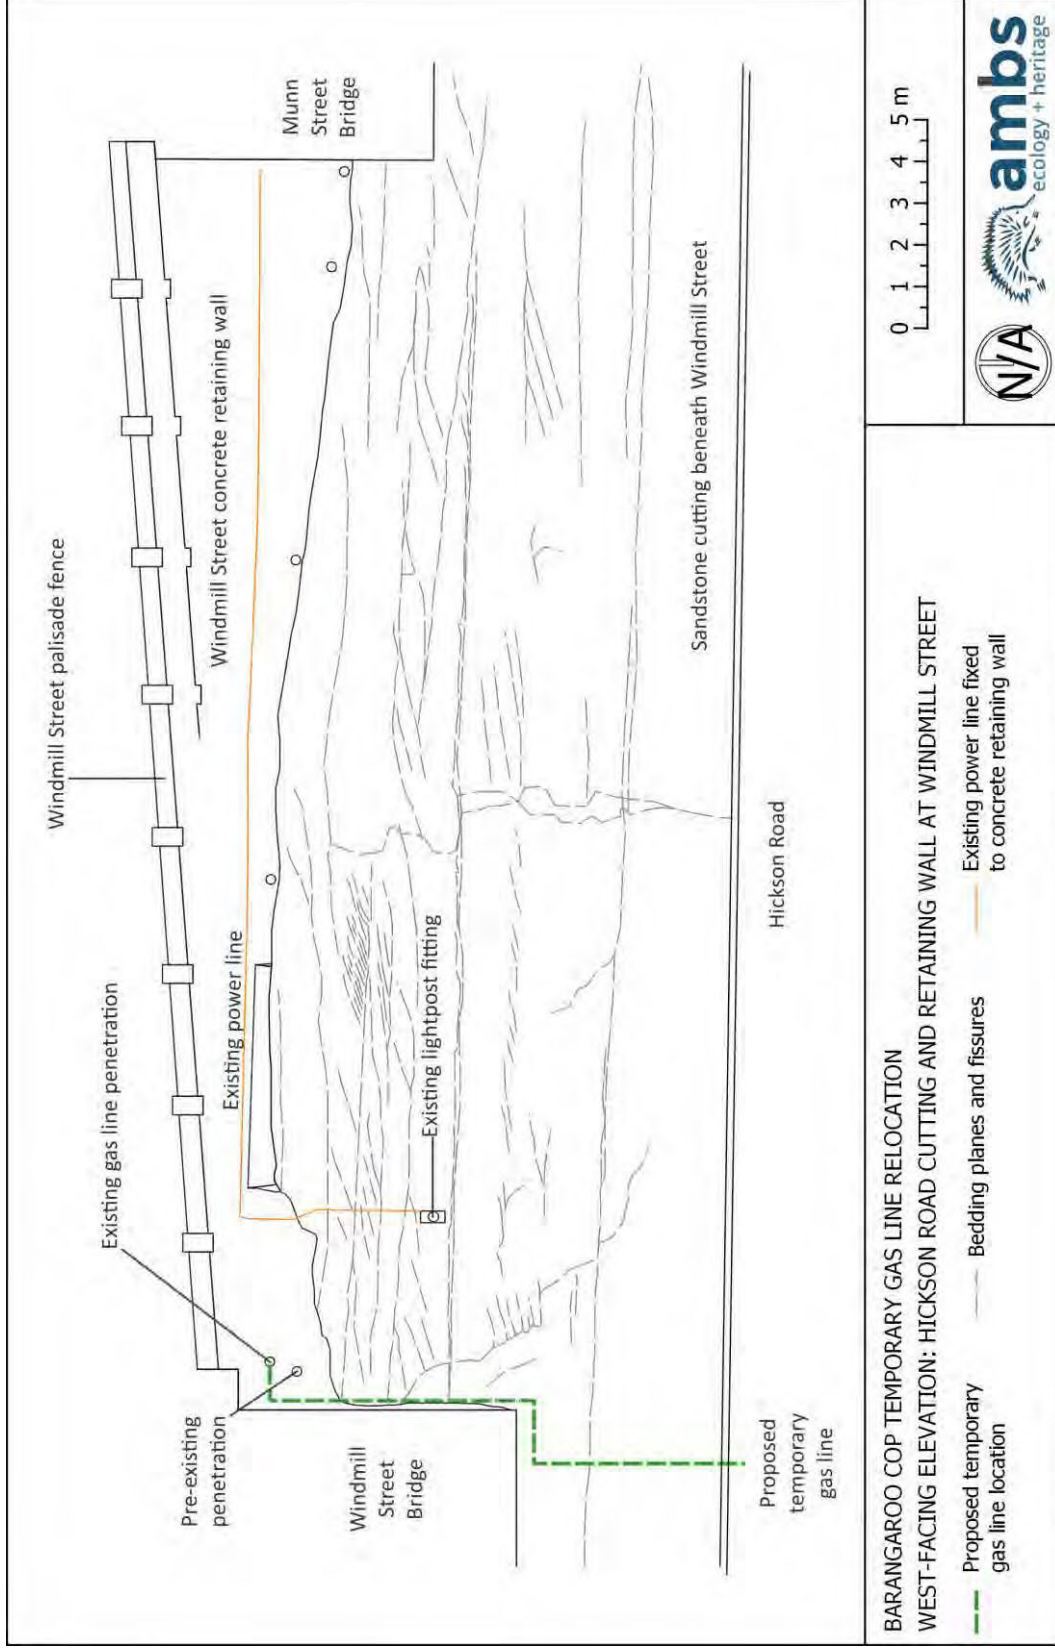 Windmill Street palisade fence
Existing gas line penetration
Pre-existing
penetration
Existing power line
Windmill Street concrete retaining wall
Munn
Street
Bridge
Windmill
Street
Bridge
Existing lightpost fitting
Sandstone cutting beneath Windmill Street
Proposed
temporary
gas line
Hickson Road
BARANGAROO COP TEMPORARY GAS LINE RELOCATION
WEST-FACING ELEVATION: HICKSON ROAD CUTTING AND RETAINING WALL AT WINDMILL STREET
Proposed temporary
gas line location
Bedding planes and fissures
Existing power line fixed
to concrete retaining wall
0 1 2 3 4 5 m
N/A
ambs
ecology + heritage